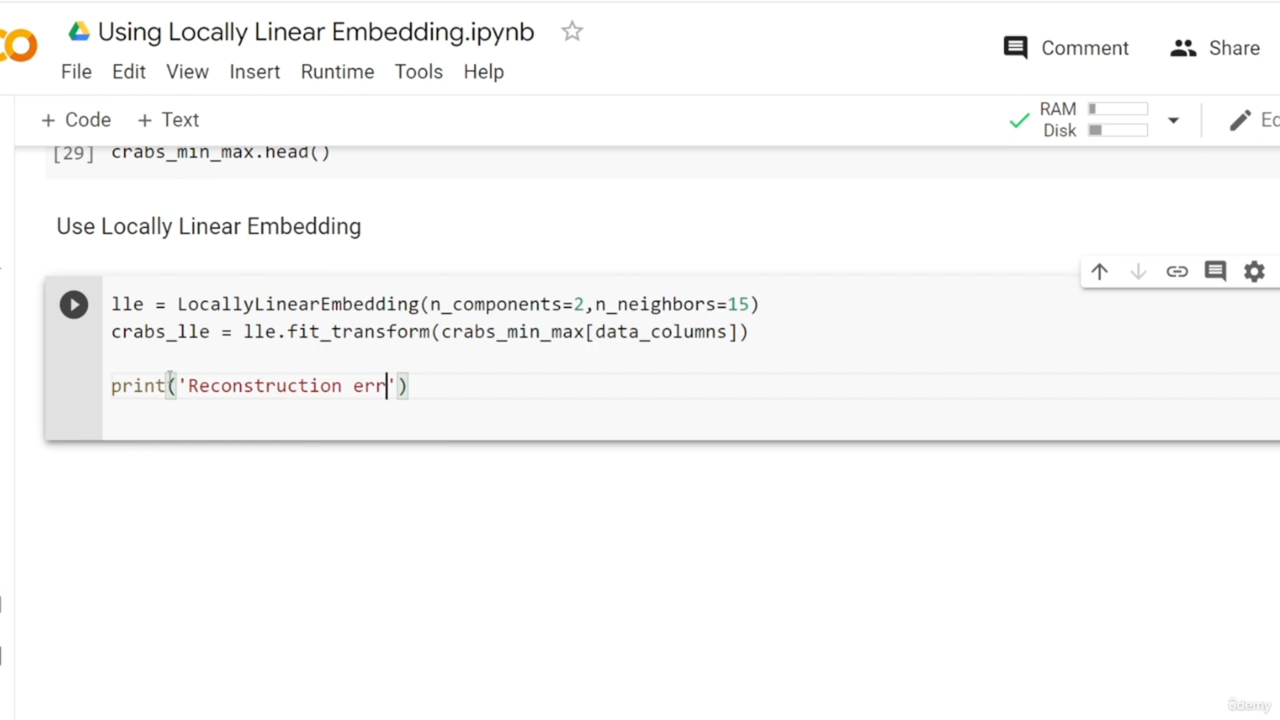 Using Locally Linear Embedding.ipynb
Comment
Share
File Edit View Insert Runtime Tools Help
+ Code + Text
RAM
Disk
Ed
[29] crabs_min_max.head()
Use Locally Linear Embedding
lle = LocallyLinearEmbedding(n_components=2,n_neighbors=15)
crabs_lle = lle.fit_transform(crabs_min_max[data_columns])
print('Reconstruction err')
ûdemy